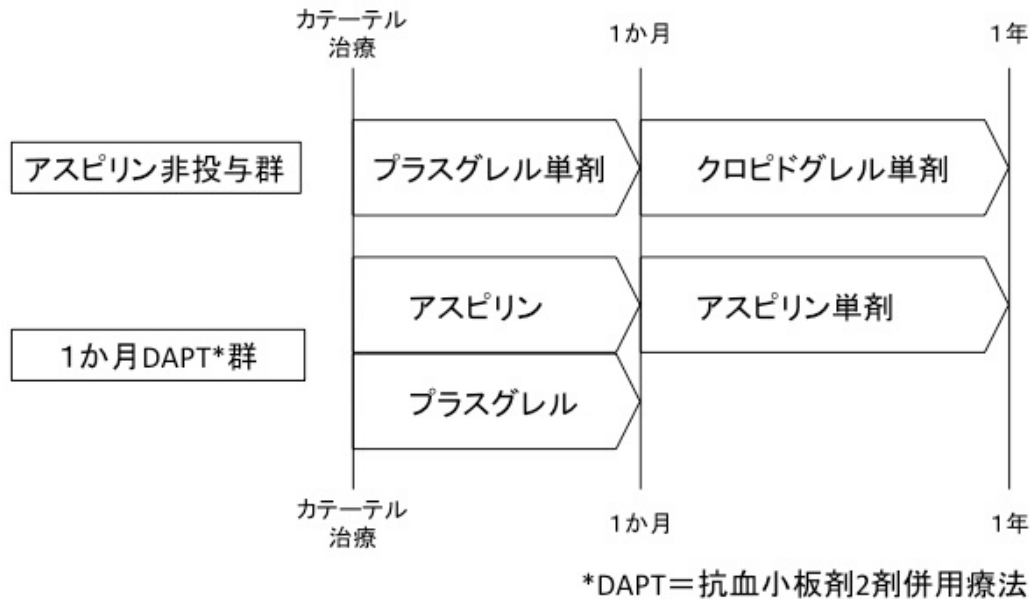 カテーテル
治療
1か月
1年
アスピリン非投与群
プラスグレル単剤
クロピドグレル単剤
1か月DAPT*群
アスピリン
アスピリン単剤
プラスグレル
カテーテル
治療
1か月
1年
*DAPT=抗血小板剤2剤併用療法